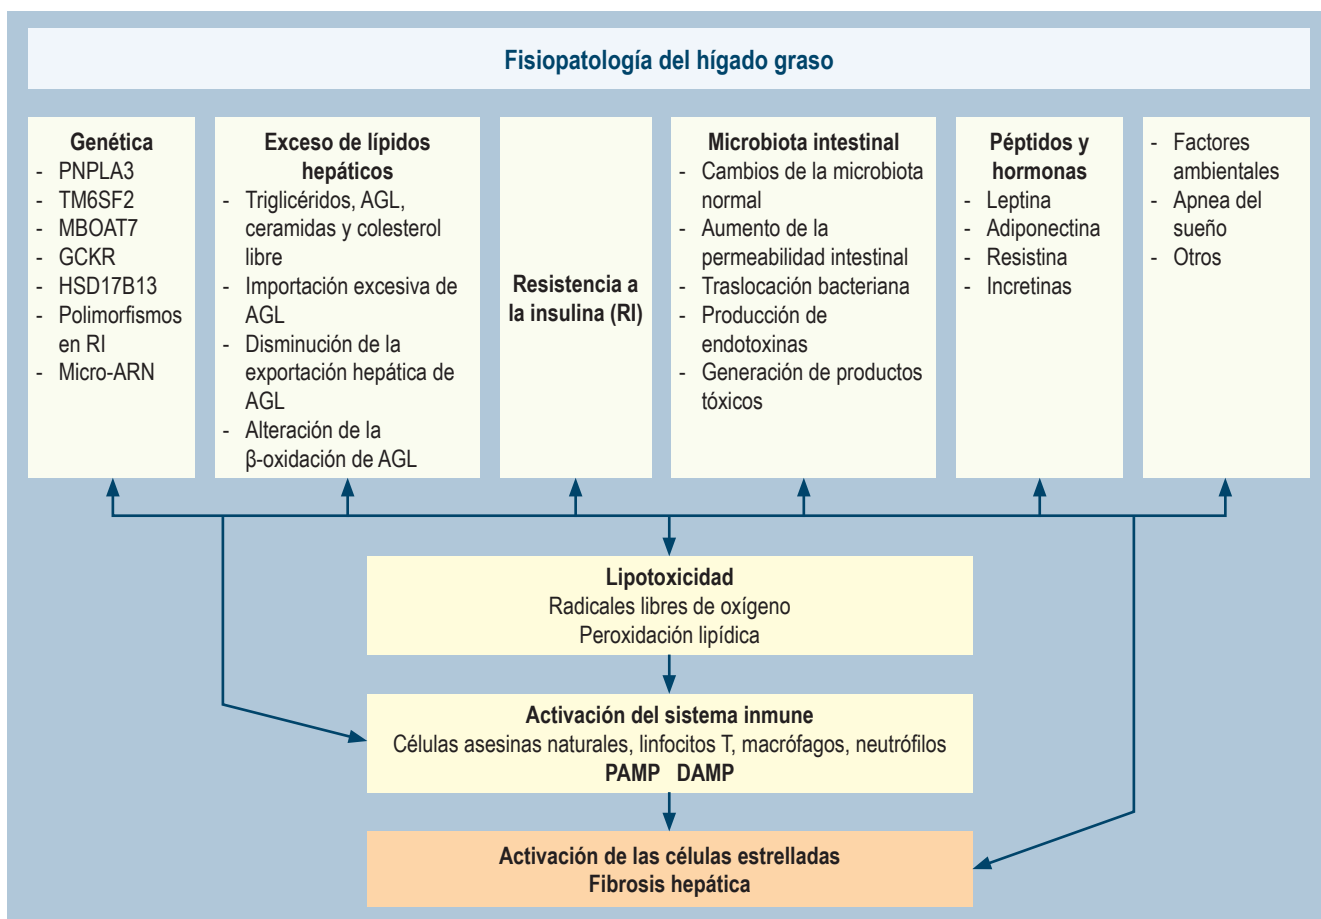 Fisiopatología del hígado graso
Genética
- PNPLA3
- TM6SF2
- MBOAT7
- GCKR
- HSD17B13
- Polimorfismos
en RI
- Micro-ARN
Exceso de lípidos
hepáticos
- Triglicéridos, AGL,
ceramidas y colesterol
libre
- Importación excesiva de
AGL
- Disminución de la
exportación hepática de
AGL
- Alteración de la
β-oxidación de AGL
Resistencia a
la insulina (RI)
Microbiota intestinal
- Cambios de la microbiota
normal
- Aumento de la
permeabilidad intestinal
- Traslocación bacteriana
- Producción de
endotoxinas
- Generación de productos
tóxicos
Péptidos y
hormonas
- Leptina
- Adiponectina
- Resistina
- Incretinas
- Factores
ambientales
- Apnea del
sueño
- Otros
Lipotoxicidad
Radicales libres de oxígeno
Peroxidación lipídica
Activación del sistema inmune
Células asesinas naturales, linfocitos T, macrófagos, neutrófilos
PAMP DAMP
Activación de las células estrelladas
Fibrosis hepática